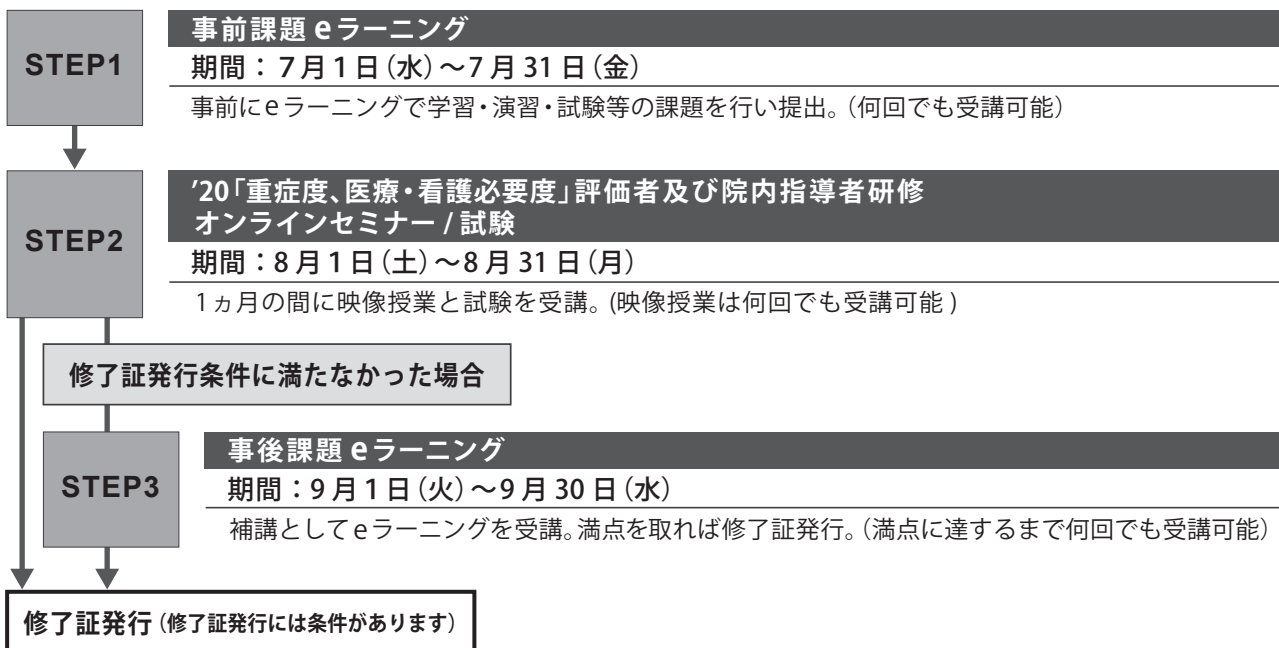 STEP1
事前課題 eラーニング
期間：７月１日（水）～７月 31 日（金）
事前にeラーニングで学習・演習・試験等の課題を行い提出。（何回でも受講可能）
STEP2
’20「重症度、医療・看護必要度」評価者及び院内指導者研修
オンラインセミナー / 試験
期間：８月１日（土）～８月 31 日（月）
１ヵ月の間に映像授業と試験を受講。(映像授業は何回でも受講可能 )
修了証発行条件に満たなかった場合
STEP3
事後課題 eラーニング
期間：９月１日（火）～９月 30 日（水）
補講としてeラーニングを受講。満点を取れば修了証発行。（満点に達するまで何回でも受講可能）
修了証発行（修了証発行には条件があります）